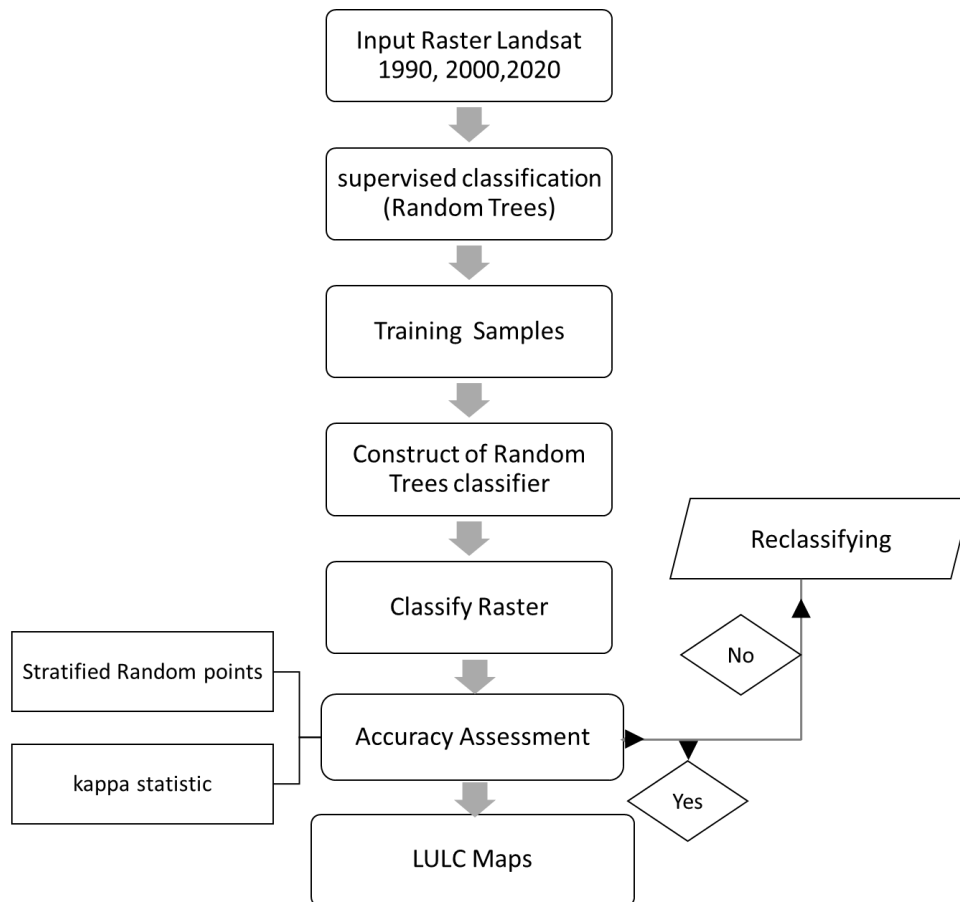 Input Raster Landsat
1990, 2000,2020
supervised classification
(Random Trees)
Training Samples
Construct of Random
Trees classifier
Reclassifying
Classify Raster
No
Stratified Random points
Accuracy Assessment
kappa statistic
Yes
LULC Maps